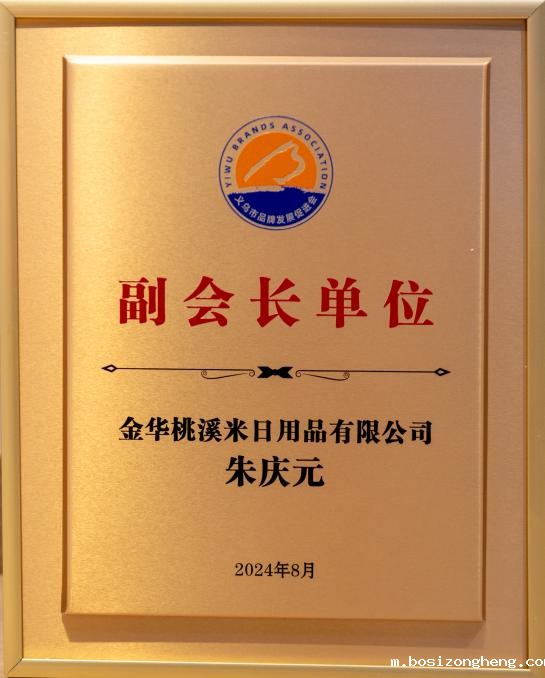 YIWU BRANDS ASSOCIATION
义乌市品牌发展促进会
副会长单位
金华桃溪米日用品有限公司
朱庆元
2024年8月
m.bosizongheng.com